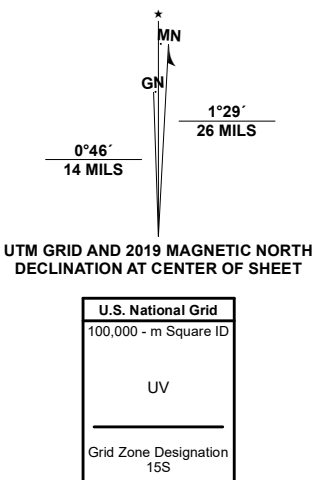 ★
MN
GN
1°29´
26 MILS
0°46´
14 MILS
UTM GRID AND 2019 MAGNETIC NORTH
DECLINATION AT CENTER OF SHEET
U.S. National Grid
100,000 - m Square ID
UV
Grid Zone Designation
15S